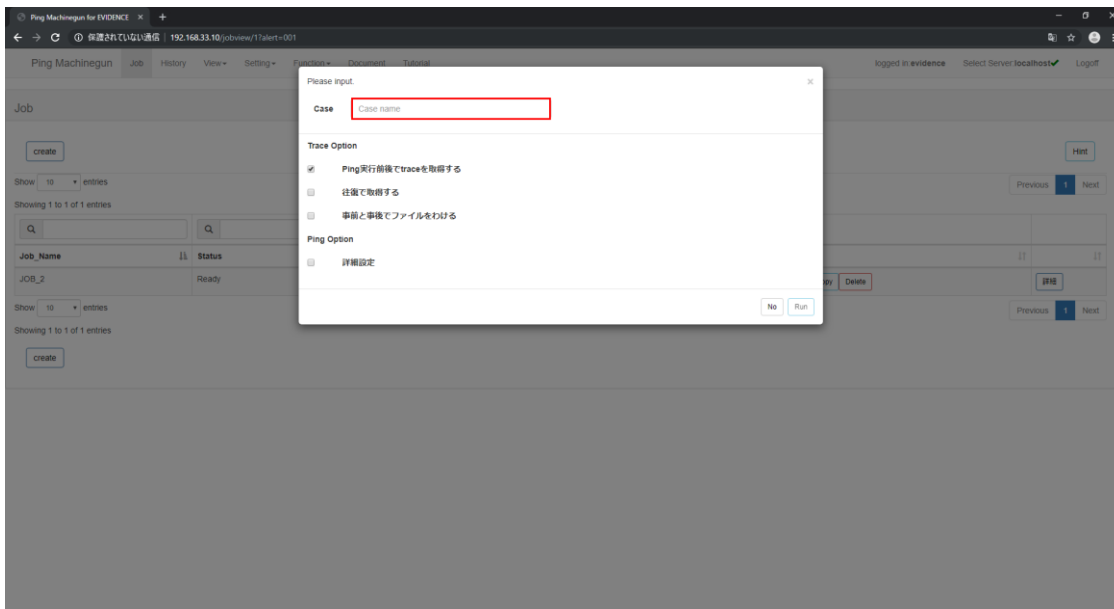 Ping Machinegun for EVIDENCE
保護されていない通信 | 192.168.33.10/jobview/1?alert=001
Ping Machinegun Job History View Setting Function Document Tutorial logged in:evidence Select Server:localhost Logoff
Please input.
Job
Case Case name
Trace Option
create
Hint
Ping実行前後でtraceを取得する
Show 10 entries
Previous 1 Next
往復で取得する
Showing 1 to 1 of 1 entries
事前と事後でファイルをわける
Ping Option
Job_Name Status
詳細設定
JOB_2 Ready
Delete 詳細
Show 10 entries
No Run
Previous 1 Next
Showing 1 to 1 of 1 entries
create